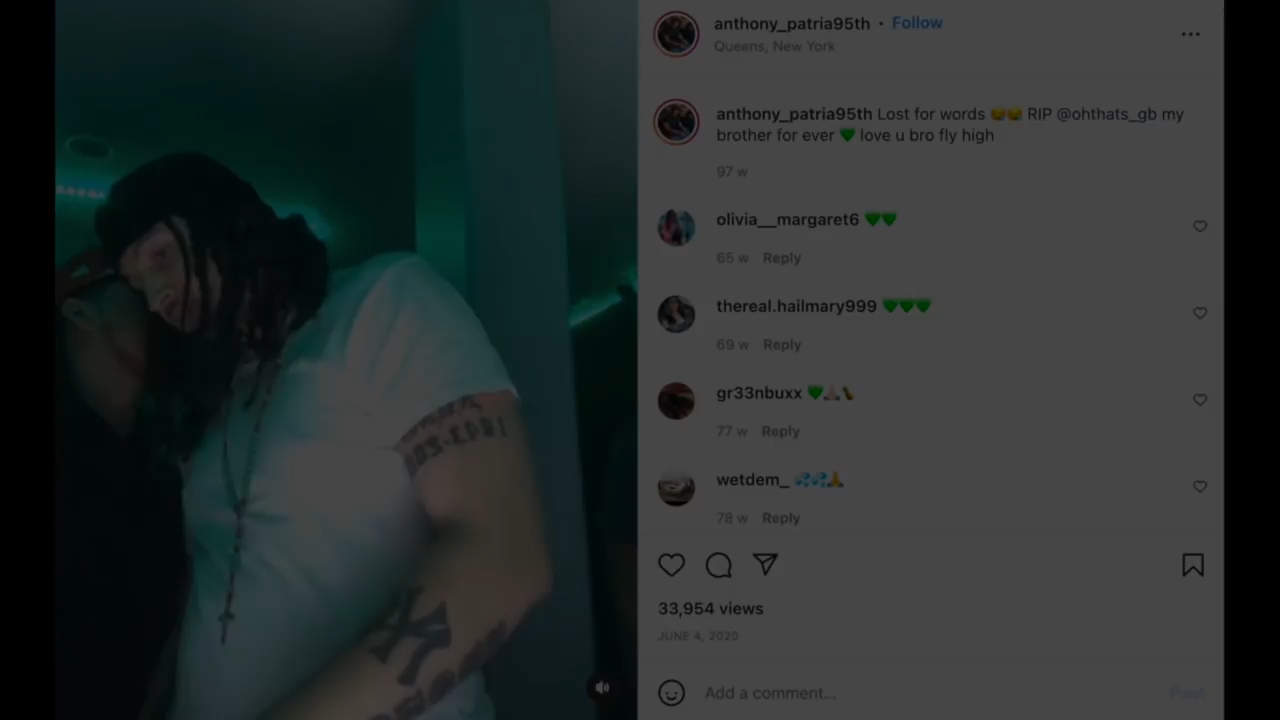 anthony_patria95th • Follow
Queens, New York
anthony_patria95th Lost for words 😪😪 RIP @ohthats_gb my
brother for ever 💚 love u bro fly high
97 w
olivia__margaret6 💚💚
65 w Reply
thereal.hailmary999 💚💚💚
69 w Reply
gr33nbuxx 💚🙏🏻🍾
77 w Reply
wetdem_ 💦💦🙏
78 w Reply
33,954 views
JUNE 4, 2020
Add a comment...
Post